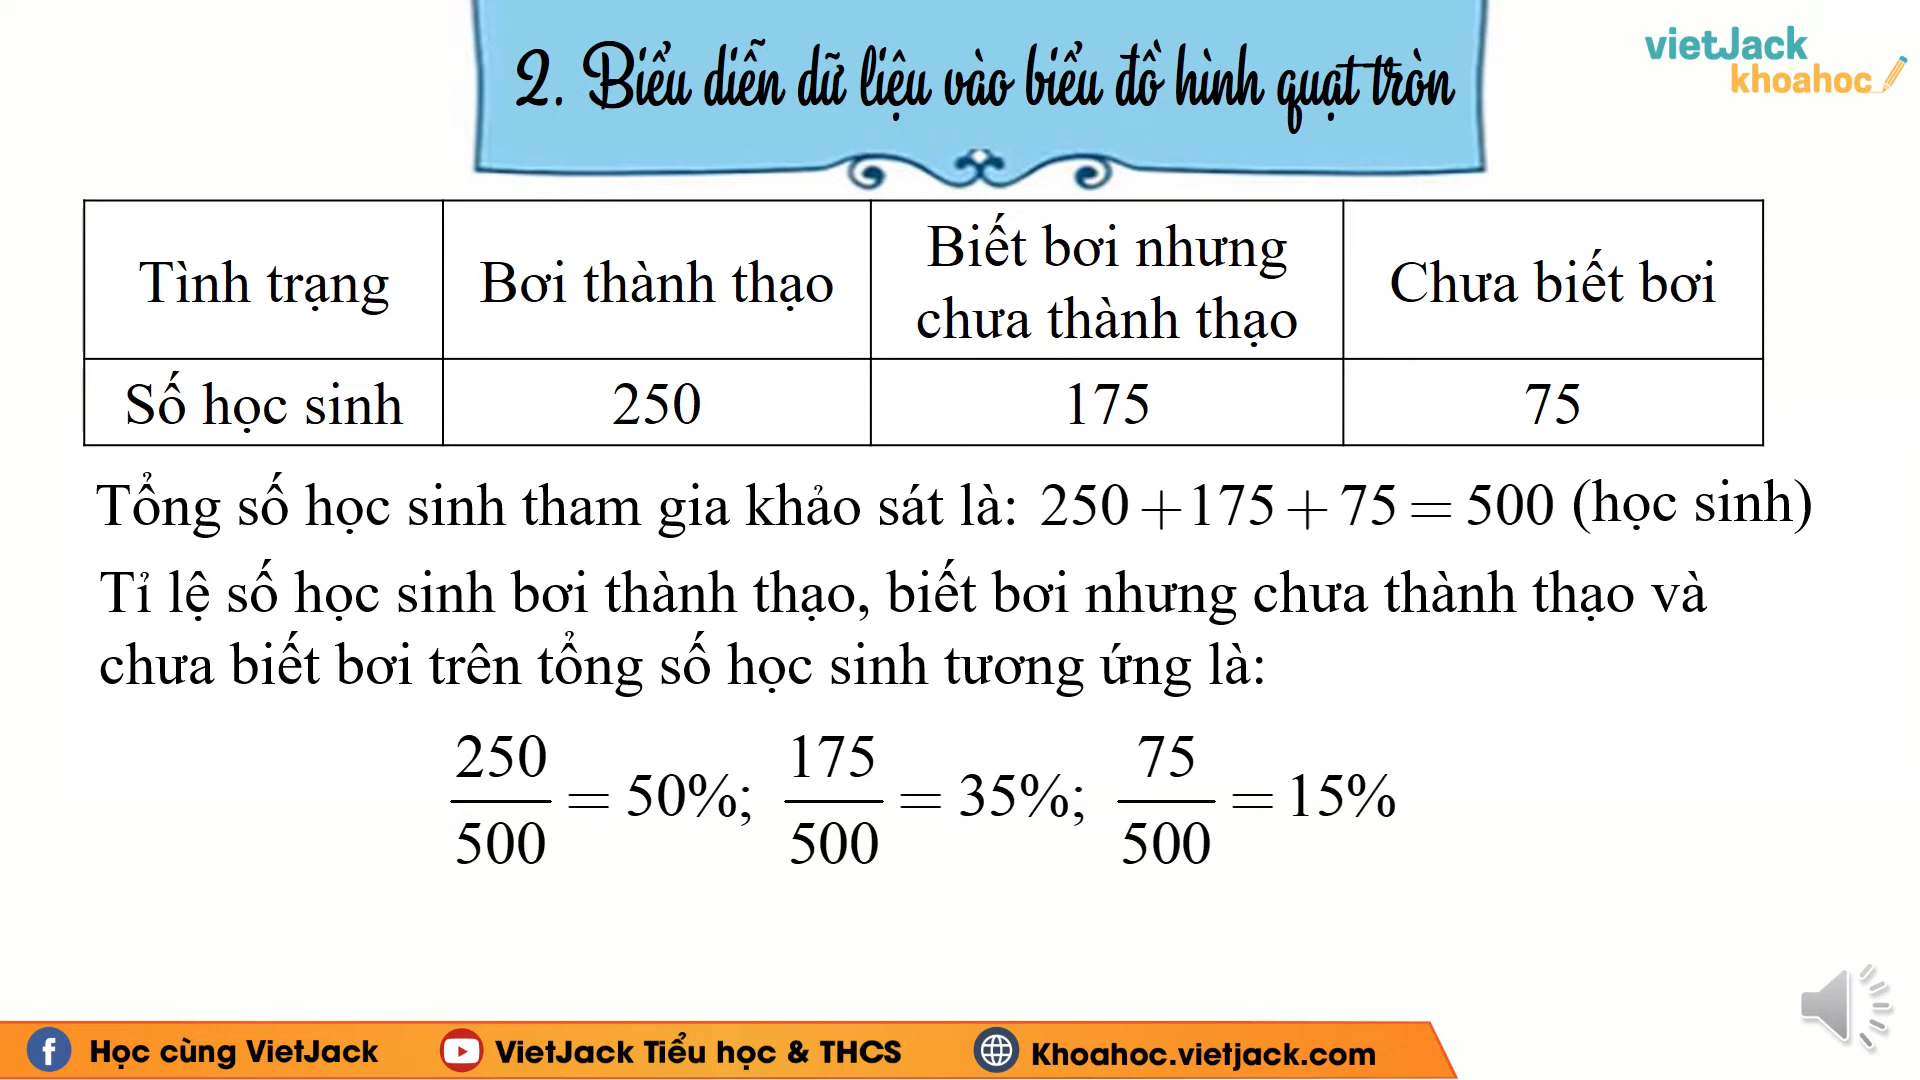 2. Biểu diễn dữ liệu vào biểu đồ hình quạt tròn
vietJack
khoahoc
Tình trạng
Bơi thành thạo
Biết bơi nhưng
chưa thành thạo
Chưa biết bơi
Số học sinh
250
175
75
Tổng số học sinh tham gia khảo sát là: 250 + 175 + 75 = 500 (học sinh)
Tỉ lệ số học sinh bơi thành thạo, biết bơi nhưng chưa thành thạo và
chưa biết bơi trên tổng số học sinh tương ứng là:
250/500 = 50%; 175/500 = 35%; 75/500 = 15%
Học cùng VietJack
VietJack Tiểu học & THCS
Khoahoc.vietjack.com